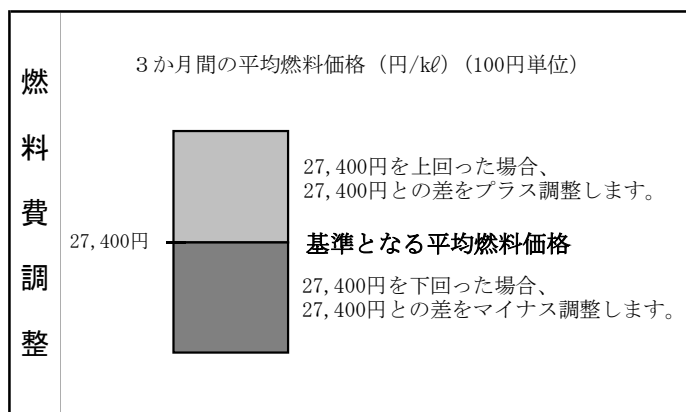 燃料費調整
３か月間の平均燃料価格（円/kℓ）（100円単位）
27,400円を上回った場合、
27,400円との差をプラス調整します。
27,400円
基準となる平均燃料価格
27,400円を下回った場合、
27,400円との差をマイナス調整します。